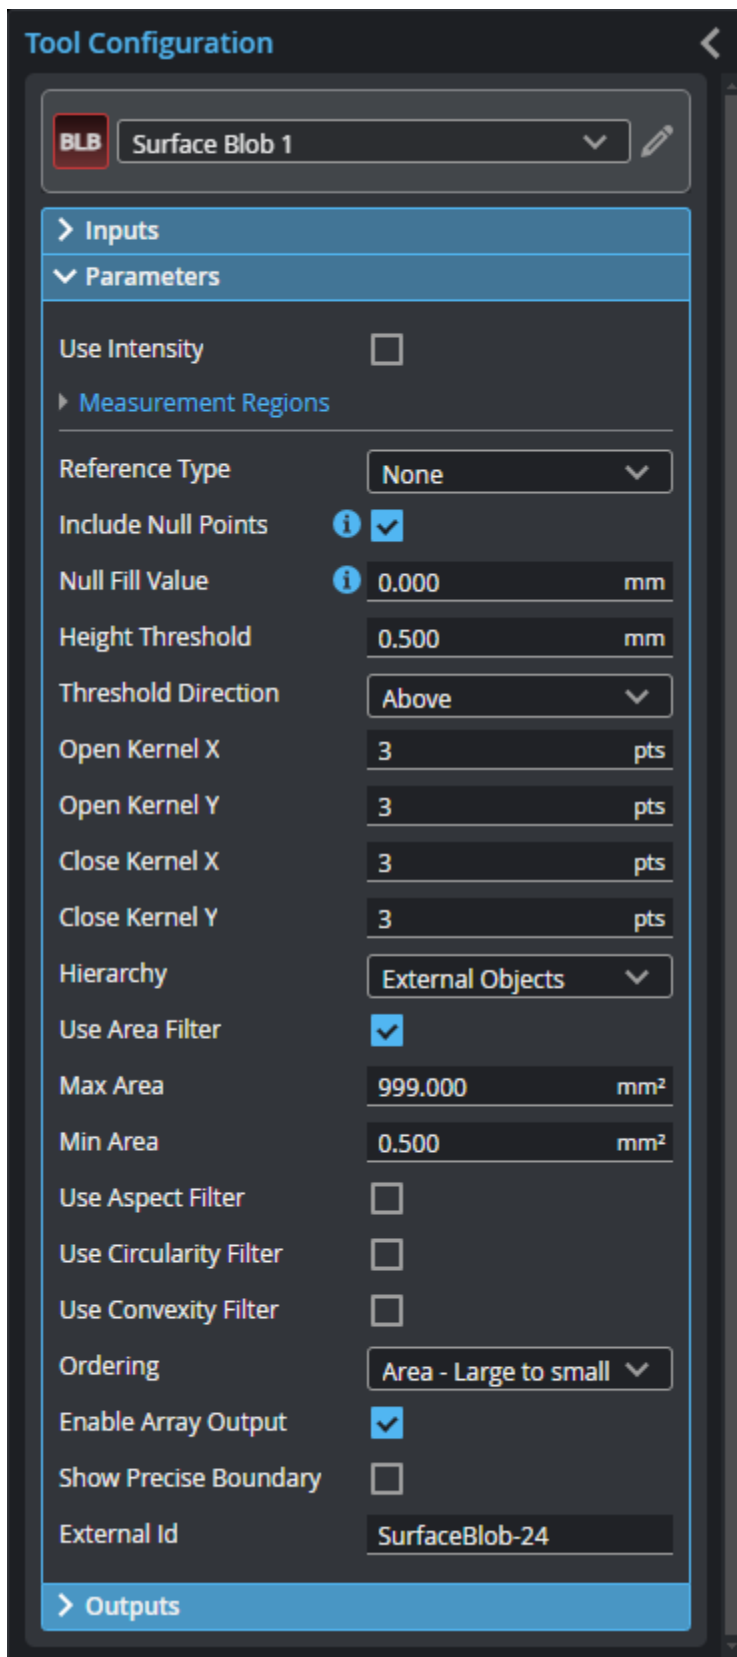 Tool Configuration
BLB Surface Blob 1
Inputs
Parameters
Use Intensity
Measurement Regions
Reference Type None
Include Null Points i
Null Fill Value i 0.000 mm
Height Threshold 0.500 mm
Threshold Direction Above
Open Kernel X 3 pts
Open Kernel Y 3 pts
Close Kernel X 3 pts
Close Kernel Y 3 pts
Hierarchy External Objects
Use Area Filter
Max Area 999.000 mm²
Min Area 0.500 mm²
Use Aspect Filter
Use Circularity Filter
Use Convexity Filter
Ordering Area - Large to small
Enable Array Output
Show Precise Boundary
External Id SurfaceBlob-24
Outputs